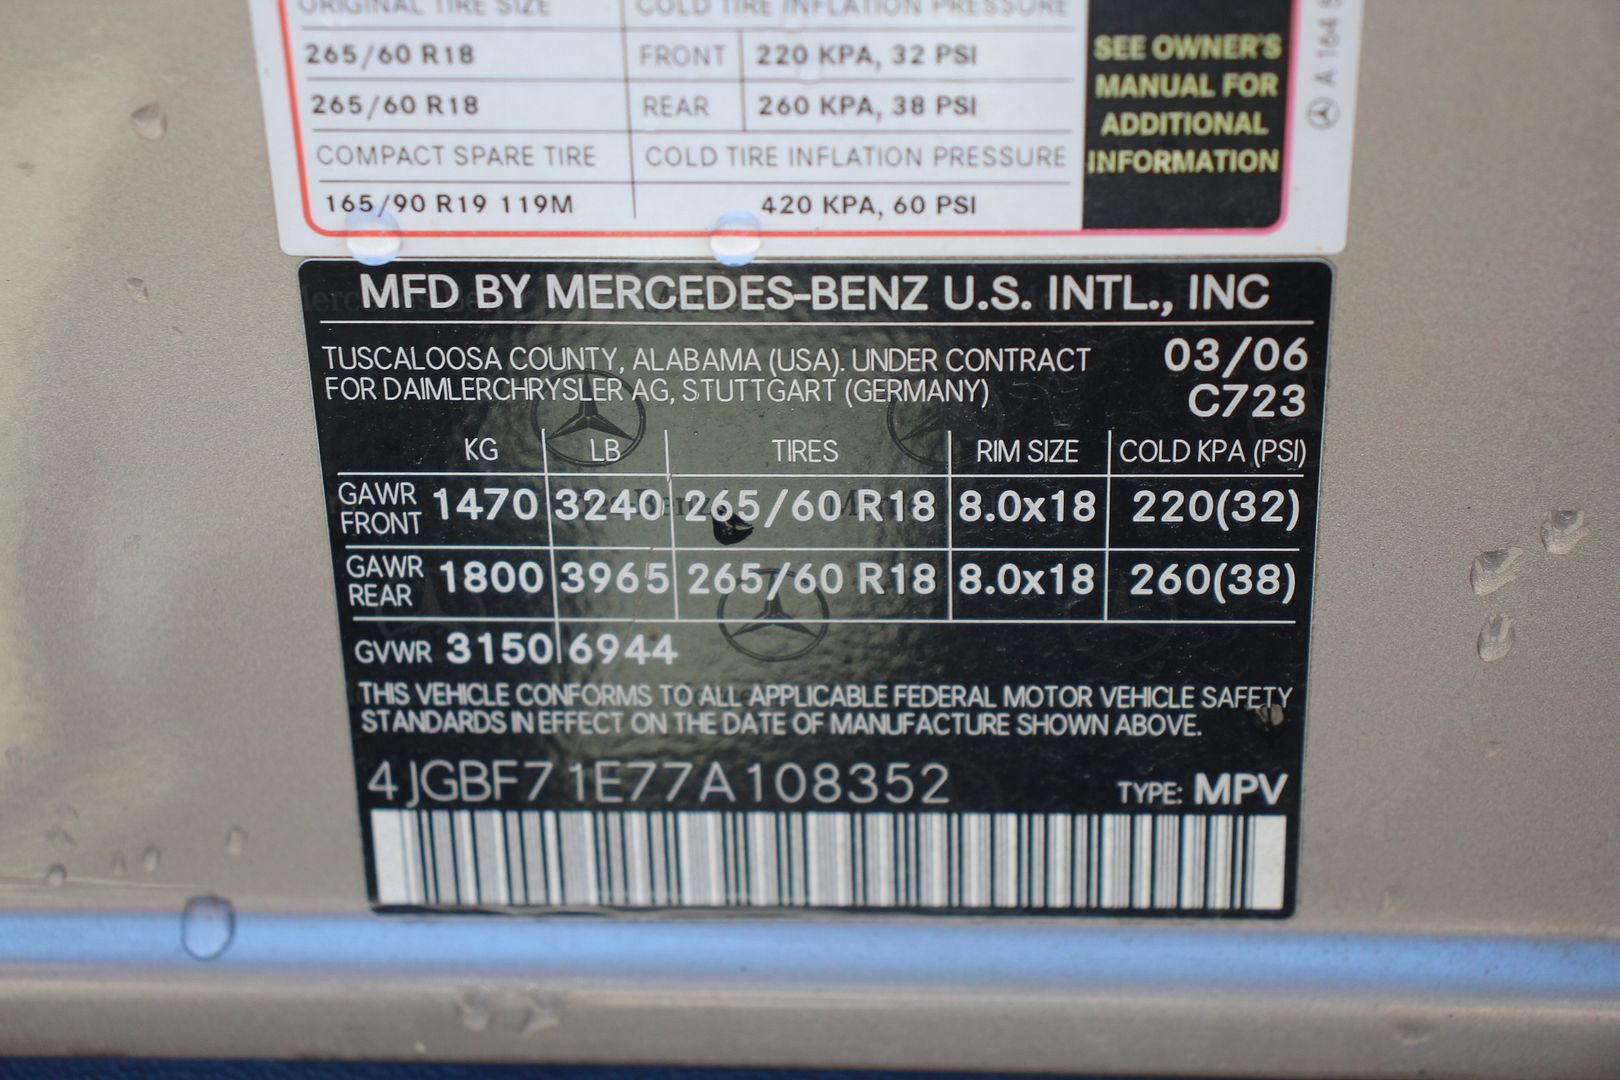 ORIGINAL TIRE SIZE COLD TIRE INFLATION PRESSURE
265/60 R18 FRONT 220 KPA, 32 PSI
265/60 R18 REAR 260 KPA, 38 PSI
COMPACT SPARE TIRE COLD TIRE INFLATION PRESSURE
165/90 R19 119M 420 KPA, 60 PSI
SEE OWNER'S
MANUAL FOR
ADDITIONAL
INFORMATION
A 164 5
MFD BY MERCEDES-BENZ U.S. INTL., INC
TUSCALOOSA COUNTY, ALABAMA (USA). UNDER CONTRACT 03/06
FOR DAIMLERCHRYSLER AG, STUTTGART (GERMANY) C723
KG LB TIRES RIM SIZE COLD KPA (PSI)
GAWR FRONT 1470 3240 265/60 R18 8.0x18 220(32)
GAWR REAR 1800 3965 265/60 R18 8.0x18 260(38)
GVWR 3150 6944
THIS VEHICLE CONFORMS TO ALL APPLICABLE FEDERAL MOTOR VEHICLE SAFETY
STANDARDS IN EFFECT ON THE DATE OF MANUFACTURE SHOWN ABOVE.
4JGBF71E77A108352 TYPE: MPV